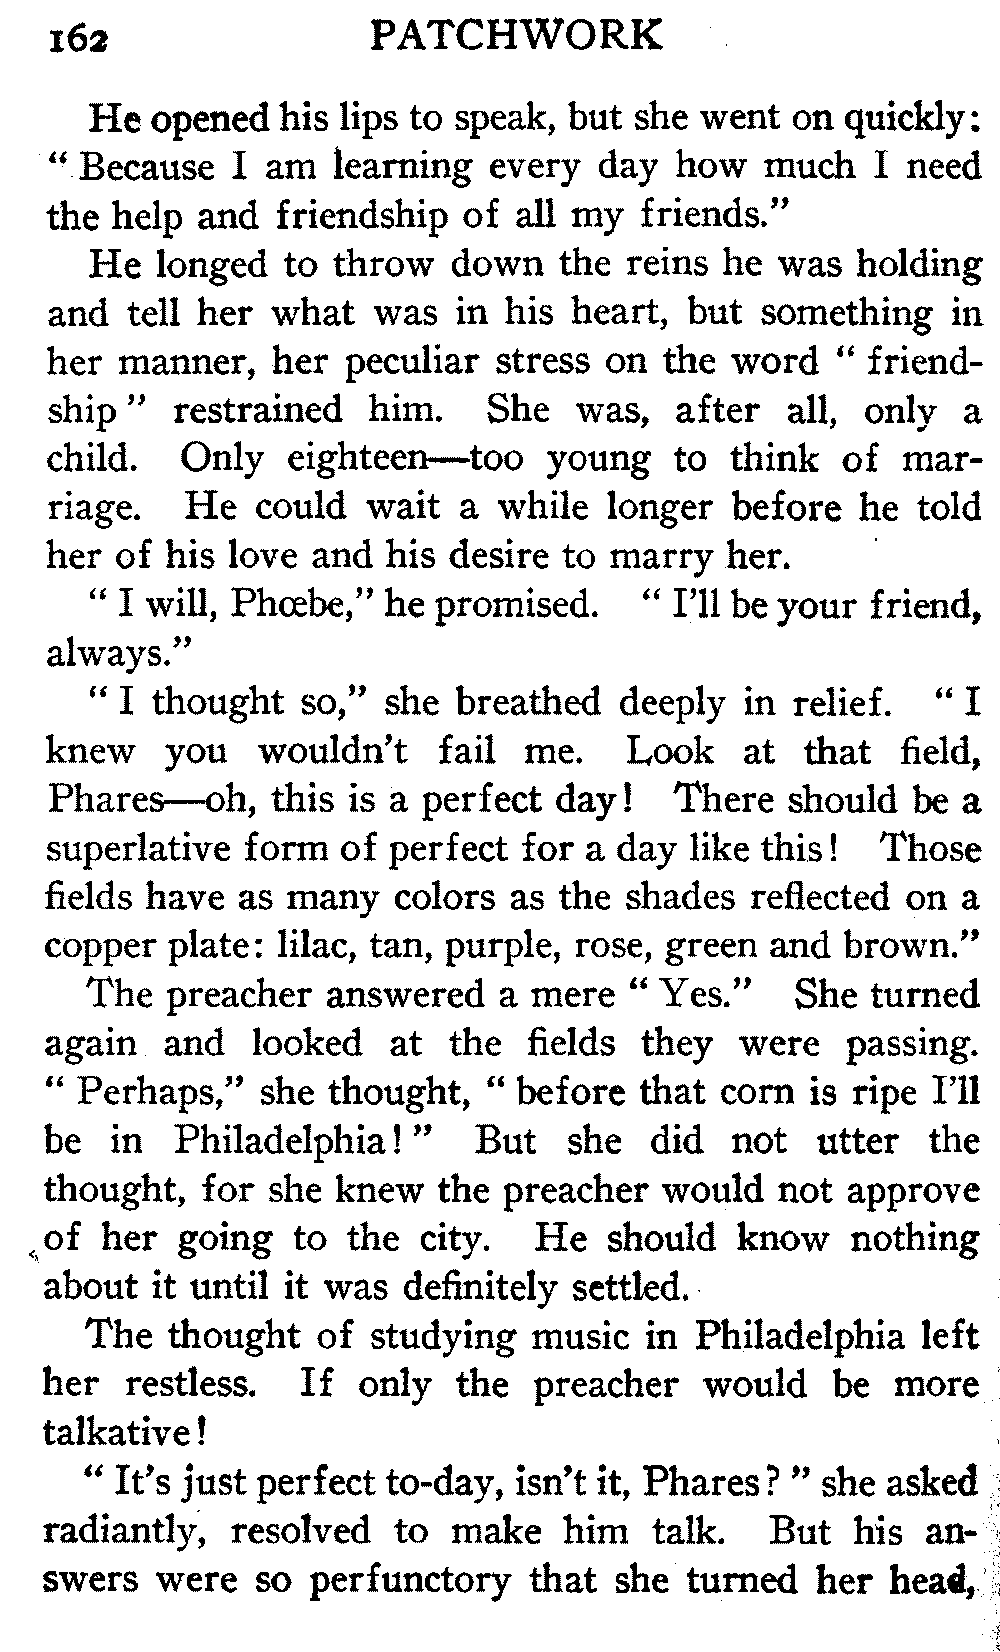 162 PATCHWORK
He opened his lips to speak, but she went on quickly:
“ Because I am learning every day how much I need
the help and friendship of all my friends.”
He longed to throw down the reins he was holding
and tell her what was in his heart, but something in
her manner, her peculiar stress on the word “ friend-
ship ” restrained him. She was, after all, only a
child. Only eighteen—too young to think of mar-
riage. He could wait a while longer before he told
her of his love and his desire to marry her.
“ I will, Phœbe,” he promised. “ I’ll be your friend,
always.”
“ I thought so,” she breathed deeply in relief. “ I
knew you wouldn’t fail me. Look at that field,
Phares—oh, this is a perfect day! There should be a
superlative form of perfect for a day like this! Those
fields have as many colors as the shades reflected on a
copper plate: lilac, tan, purple, rose, green and brown.”
The preacher answered a mere “ Yes.” She turned
again and looked at the fields they were passing.
“ Perhaps,” she thought, “ before that corn is ripe I’ll
be in Philadelphia! ” But she did not utter the
thought, for she knew the preacher would not approve
of her going to the city. He should know nothing
about it until it was definitely settled.
The thought of studying music in Philadelphia left
her restless. If only the preacher would be more
talkative!
“ It’s just perfect to-day, isn’t it, Phares? ” she asked
radiantly, resolved to make him talk. But his an-
swers were so perfunctory that she turned her head,